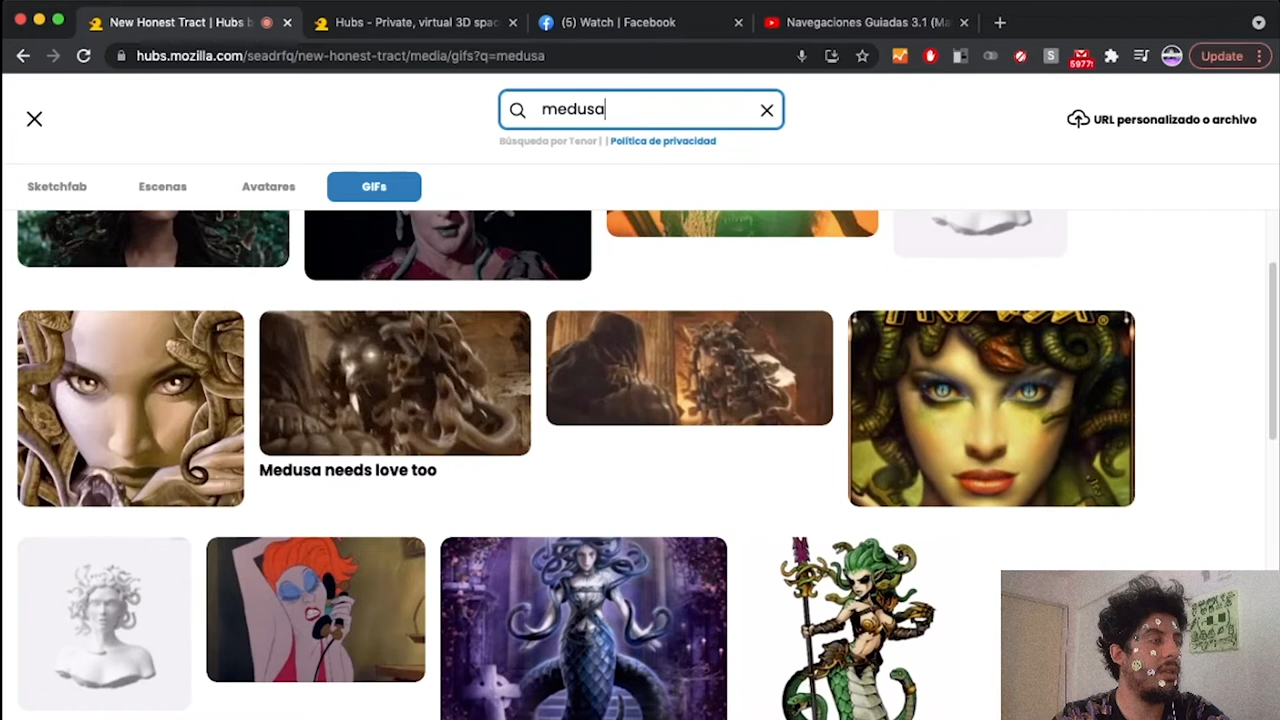 New Honest Tract | Hubs b
Hubs - Private, virtual 3D spac
(5) Watch | Facebook
Navegaciones Guiadas 3.1 (Ma
hubs.mozilla.com/seadrfq/new-honest-tract/media/gifs?q=medusa
S
5977
Update
medusa
URL personalizado o archivo
Búsqueda por Tenor | | Política de privacidad
Sketchfab
Escenas
Avatares
GIFs
Medusa needs love too